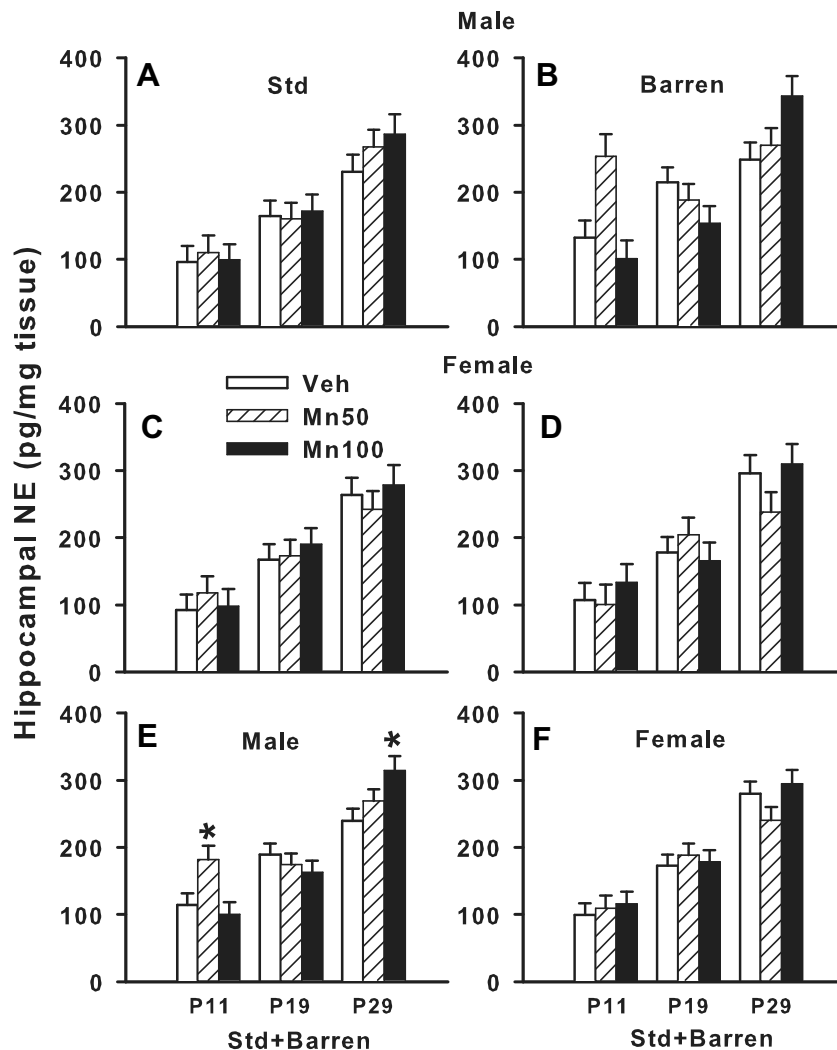 Male
A
Std
B
Barren
400
300
200
100
0
400
300
200
100
0
Hippocampal NE (pg/mg tissue)
Female
Veh
Mn50
Mn100
C
D
400
300
200
100
0
400
300
200
100
0
E
Male
*
*
F
Female
400
300
200
100
0
400
300
200
100
0
P11 P19 P29
P11 P19 P29
Std+Barren
Std+Barren